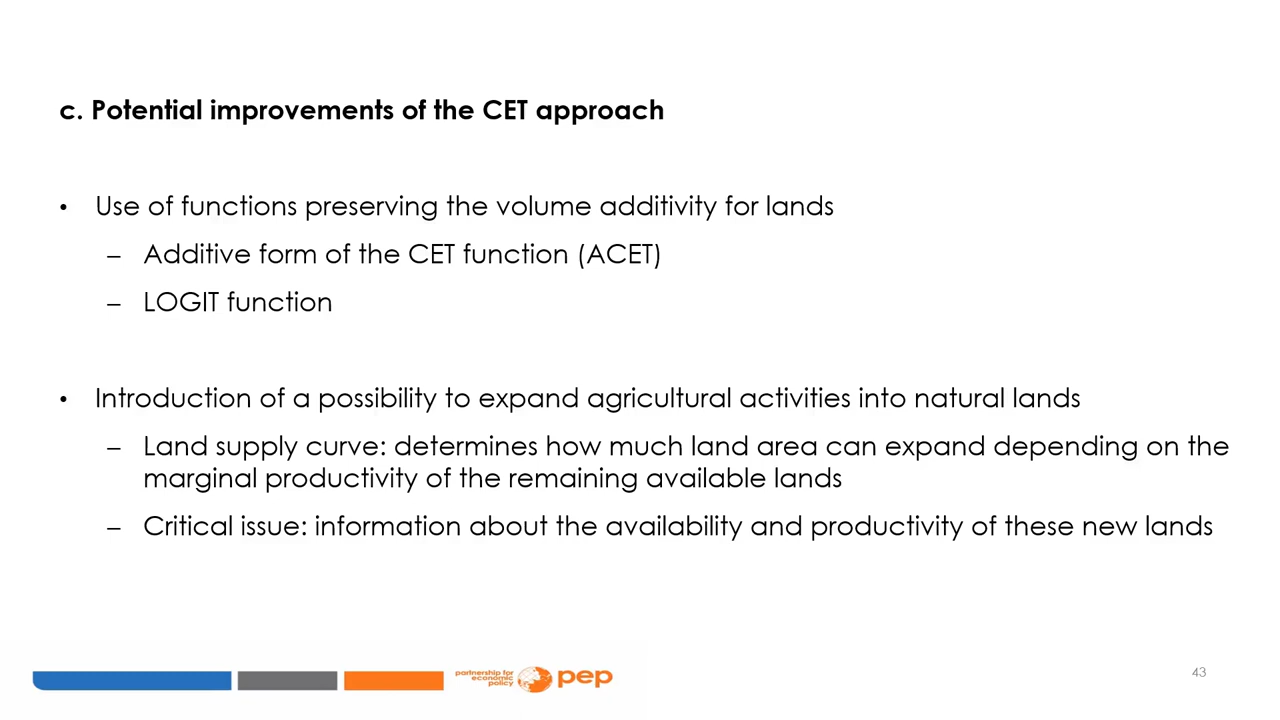 c. Potential improvements of the CET approach
• Use of functions preserving the volume additivity for lands
– Additive form of the CET function (ACET)
– LOGIT function
• Introduction of a possibility to expand agricultural activities into natural lands
– Land supply curve: determines how much land area can expand depending on the
marginal productivity of the remaining available lands
– Critical issue: information about the availability and productivity of these new lands
partnership for
economic
policy
pep
43